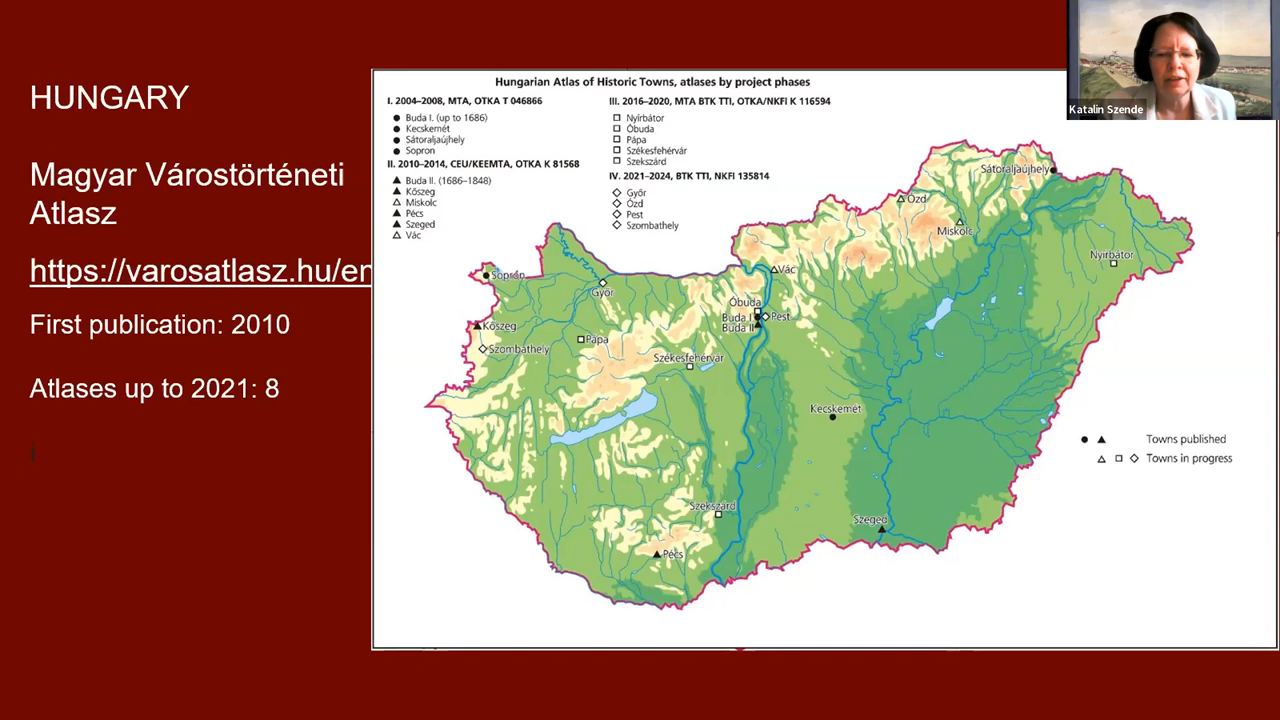 HUNGARY
Magyar Várostörténeti
Atlasz
https://varosatlasz.hu/en
First publication: 2010
Atlases up to 2021: 8
Hungarian Atlas of Historic Towns, atlases by project phases
I. 2004–2008, MTA, OTKA T 046866
Buda I. (up to 1686)
Kecskemét
Sátoraljaújhely
Sopron
II. 2010–2014, CEU/KEEMTA, OTKA K 81568
Buda II. (1686–1848)
Kőszeg
Miskolc
Pécs
Szeged
Vác
III. 2016–2020, MTA BTK TTI, OTKA/NKFI K 116594
Nyírbátor
Óbuda
Pápa
Székesfehérvár
Szekszárd
IV. 2021–2024, BTK TTI, NKFI 135814
Győr
Ózd
Pest
Szombathely
Katalin Szende
Sátoraljaújhely
Ózd
Miskolc
Nyírbátor
Sopron
Győr
Vác
Óbuda
Buda I
Pest
Buda II
Kőszeg
Szombathely
Pápa
Székesfehérvár
Kecskemét
Szekszárd
Szeged
Pécs
Towns published
Towns in progress